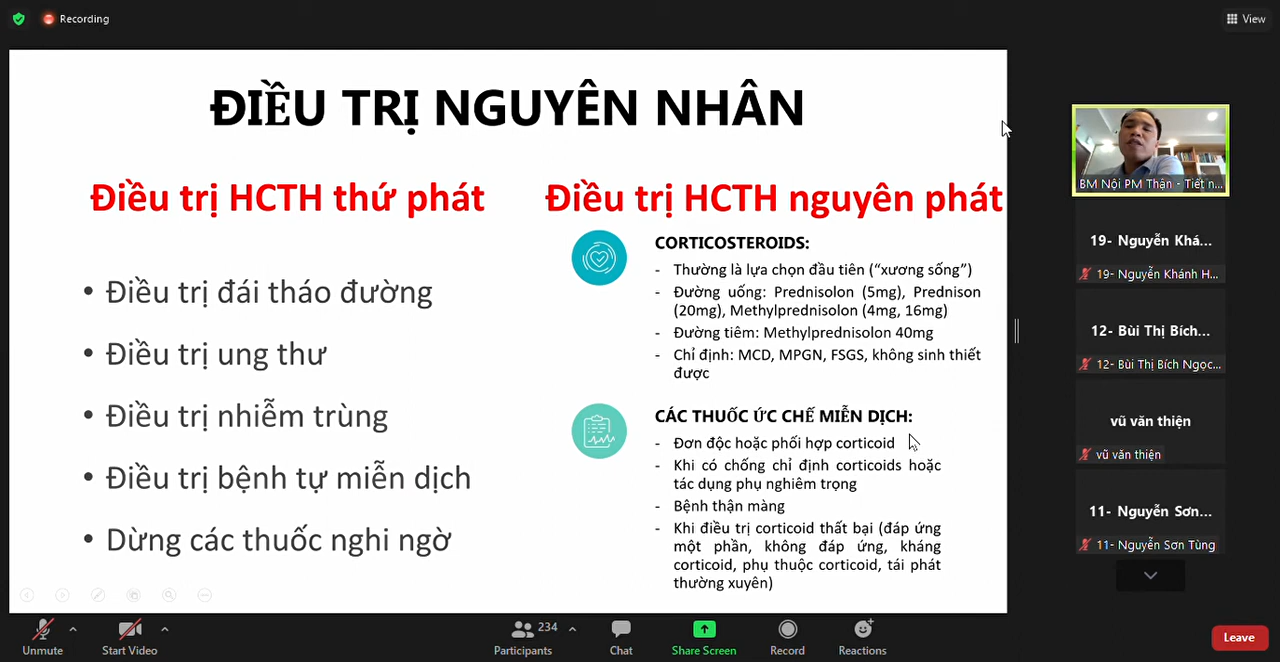 Recording
View
ĐIỀU TRỊ NGUYÊN NHÂN
Điều trị HCTH thứ phát
• Điều trị đái tháo đường
• Điều trị ung thư
• Điều trị nhiễm trùng
• Điều trị bệnh tự miễn dịch
• Dừng các thuốc nghi ngờ
Điều trị HCTH nguyên phát
CORTICOSTEROIDS:
- Thường là lựa chọn đầu tiên (“xương sống”)
- Đường uống: Prednisolon (5mg), Prednison
(20mg), Methylprednisolon (4mg, 16mg)
- Đường tiêm: Methylprednisolon 40mg
- Chỉ định: MCD, MPGN, FSGS, không sinh thiết
được
CÁC THUỐC ỨC CHẾ MIỄN DỊCH:
- Đơn độc hoặc phối hợp corticoid
- Khi có chống chỉ định corticoids hoặc
tác dụng phụ nghiêm trọng
- Bệnh thận màng
- Khi điều trị corticoid thất bại (đáp ứng
một phần, không đáp ứng, kháng
corticoid, phụ thuộc corticoid, tái phát
thường xuyên)
BM Nội PM Thận - Tiết n...
19- Nguyễn Khá...
19- Nguyễn Khánh H...
12- Bùi Thị Bích...
12- Bùi Thị Bích Ngọc...
vũ văn thiện
vũ văn thiện
11- Nguyễn Sơn...
11- Nguyễn Sơn Tùng
Unmute
Start Video
234
Participants
Chat
Share Screen
Record
Reactions
Leave